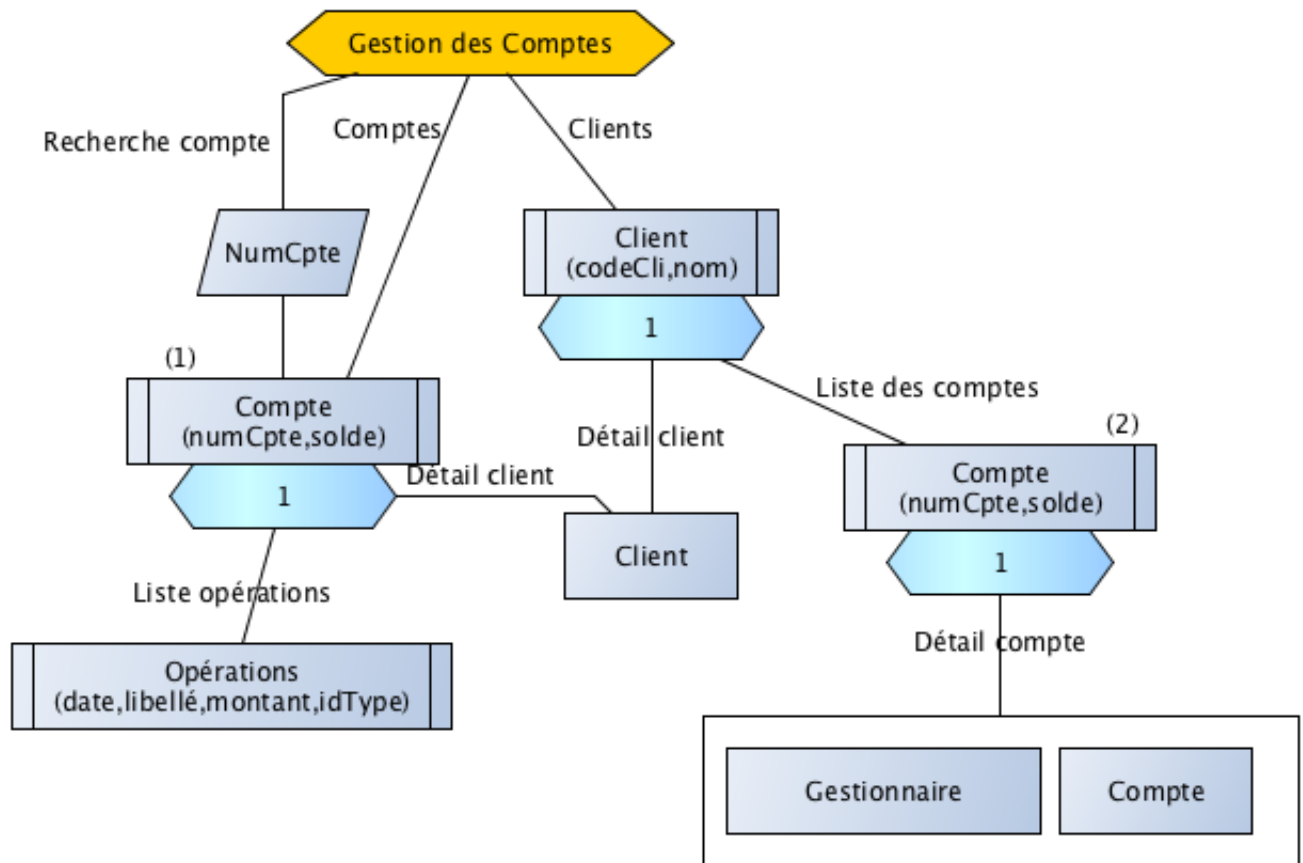 Gestion des Comptes
Recherche compte
Comptes
Clients
NumCpte
Client
(codeCli,nom)
1
(1)
Compte
(numCpte,solde)
1
Détail client
Détail client
Liste des comptes
(2)
Compte
(numCpte,solde)
1
Client
Liste opérations
Opérations
(date,libellé,montant,idType)
Détail compte
Gestionnaire
Compte